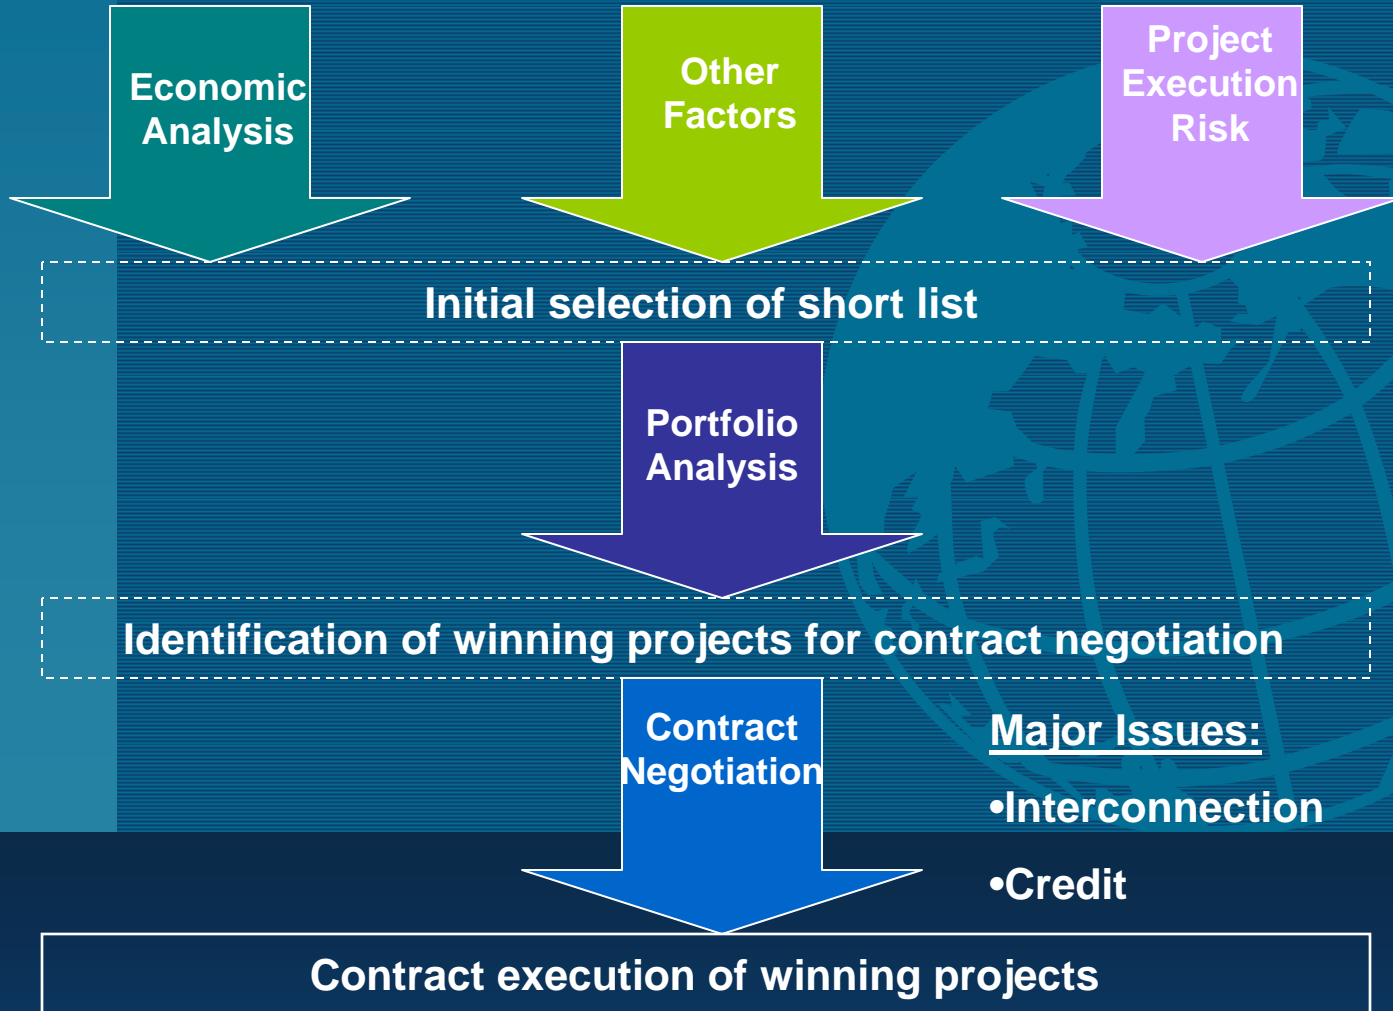 Economic
Analysis
Other
Factors
Project
Execution
Risk
Initial selection of short list
Portfolio
Analysis
Identification of winning projects for contract negotiation
Contract
Negotiation
Major Issues:
•Interconnection
•Credit
Contract execution of winning projects